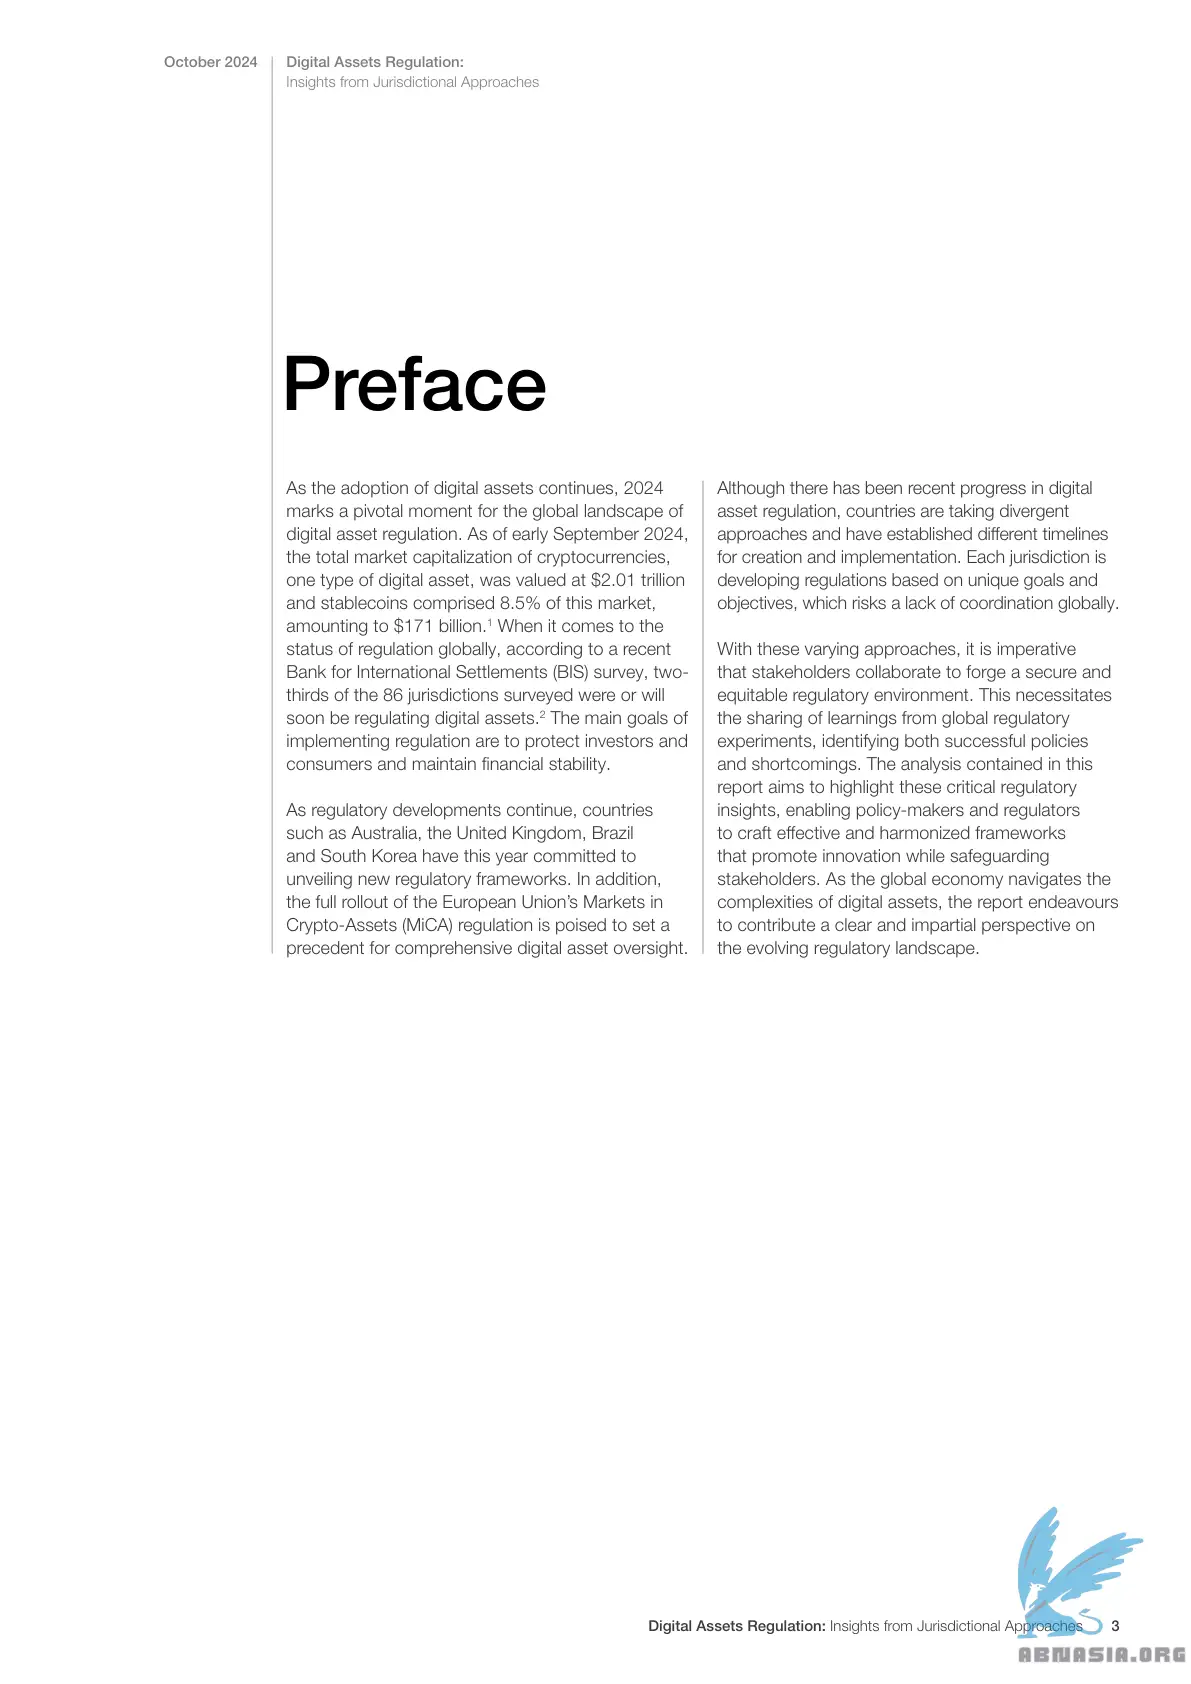 October 2024
Digital Assets Regulation:
Insights from Jurisdictional Approaches
Preface
As the adoption of digital assets continues, 2024
marks a pivotal moment for the global landscape of
digital asset regulation. As of early September 2024,
the total market capitalization of cryptocurrencies,
one type of digital asset, was valued at $2.01 trillion
and stablecoins comprised 8.5% of this market,
amounting to $171 billion.1 When it comes to the
status of regulation globally, according to a recent
Bank for International Settlements (BIS) survey, two-
thirds of the 86 jurisdictions surveyed were or will
soon be regulating digital assets.2 The main goals of
implementing regulation are to protect investors and
consumers and maintain financial stability.
As regulatory developments continue, countries
such as Australia, the United Kingdom, Brazil
and South Korea have this year committed to
unveiling new regulatory frameworks. In addition,
the full rollout of the European Union’s Markets in
Crypto-Assets (MiCA) regulation is poised to set a
precedent for comprehensive digital asset oversight.
Although there has been recent progress in digital
asset regulation, countries are taking divergent
approaches and have established different timelines
for creation and implementation. Each jurisdiction is
developing regulations based on unique goals and
objectives, which risks a lack of coordination globally.
With these varying approaches, it is imperative
that stakeholders collaborate to forge a secure and
equitable regulatory environment. This necessitates
the sharing of learnings from global regulatory
experiments, identifying both successful policies
and shortcomings. The analysis contained in this
report aims to highlight these critical regulatory
insights, enabling policy-makers and regulators
to craft effective and harmonized frameworks
that promote innovation while safeguarding
stakeholders. As the global economy navigates the
complexities of digital assets, the report endeavours
to contribute a clear and impartial perspective on
the evolving regulatory landscape.
Digital Assets Regulation: Insights from Jurisdictional Approaches 3
ABNASIA.ORG